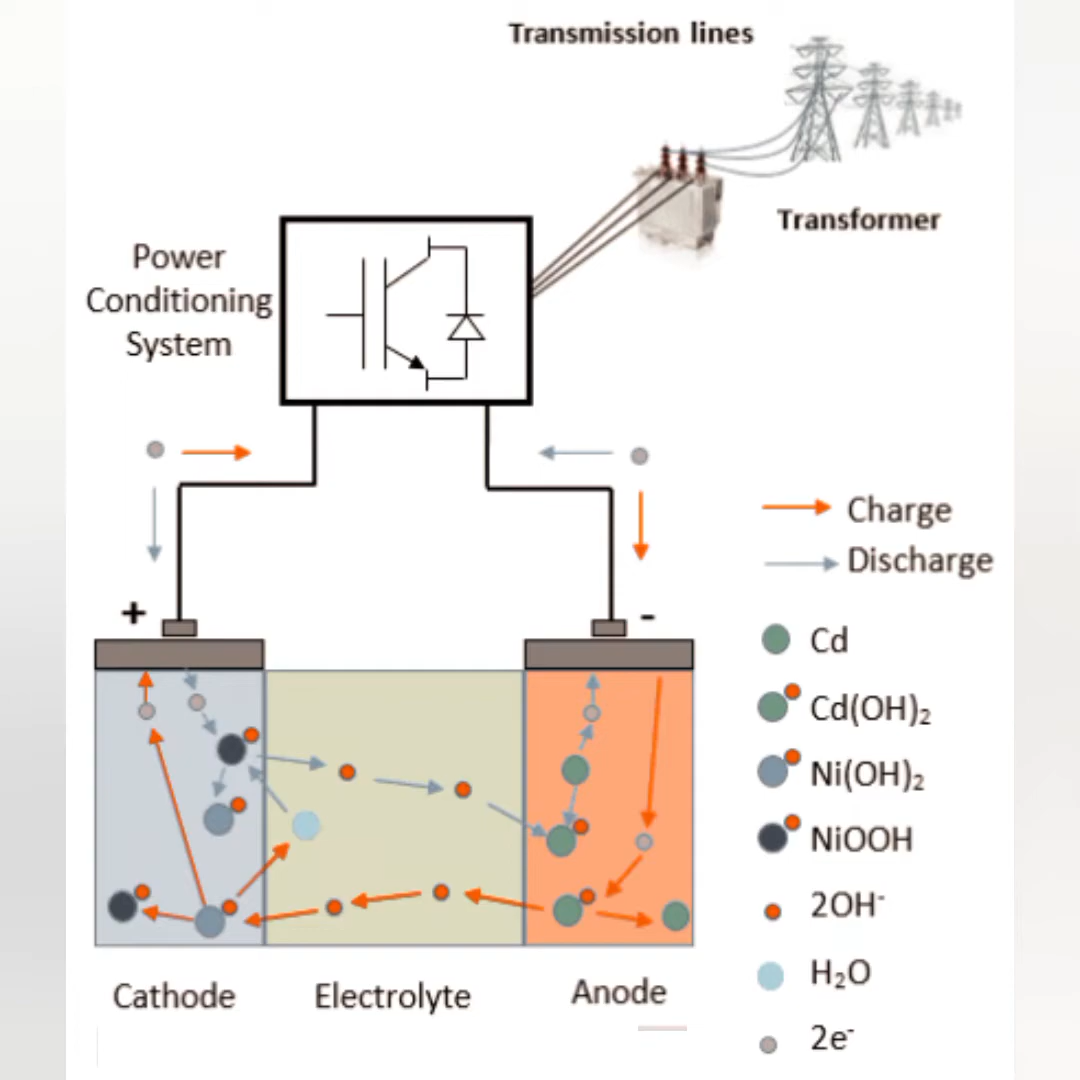 Transmission lines
Transformer
Power
Conditioning
System
Charge
Discharge
+
-
Cd
Cd(OH)₂
Ni(OH)₂
NiOOH
2OH⁻
H₂O
2e⁻
Cathode
Electrolyte
Anode